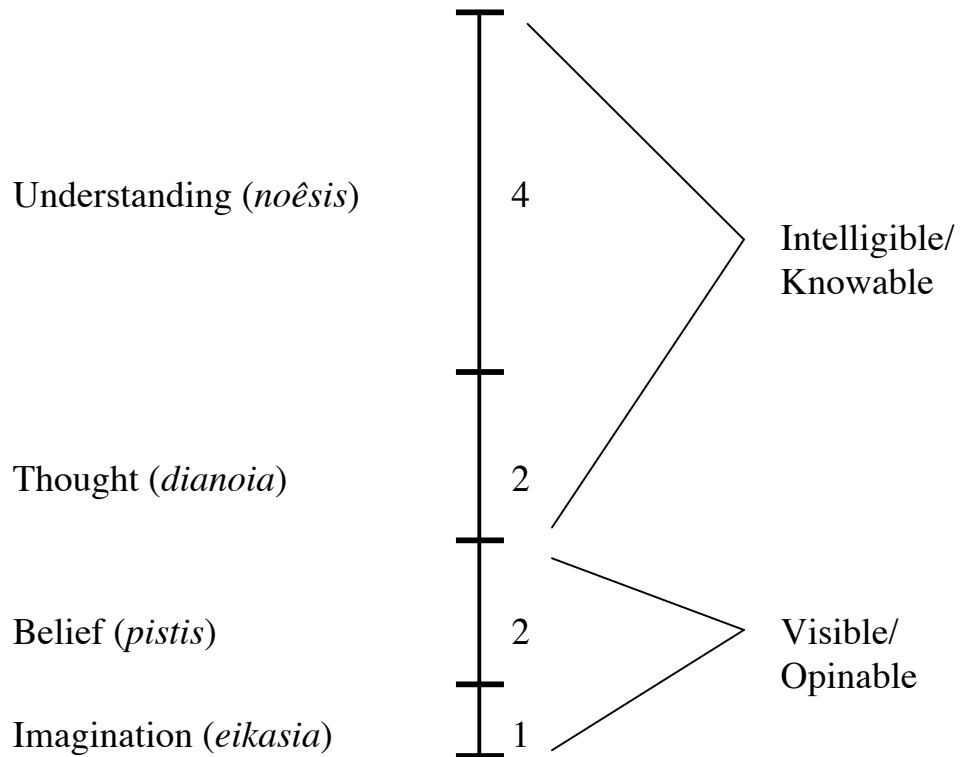 Understanding (noêsis)
4
Intelligible/
Knowable
Thought (dianoia)
2
Belief (pistis)
2
Visible/
Opinable
Imagination (eikasia)
1